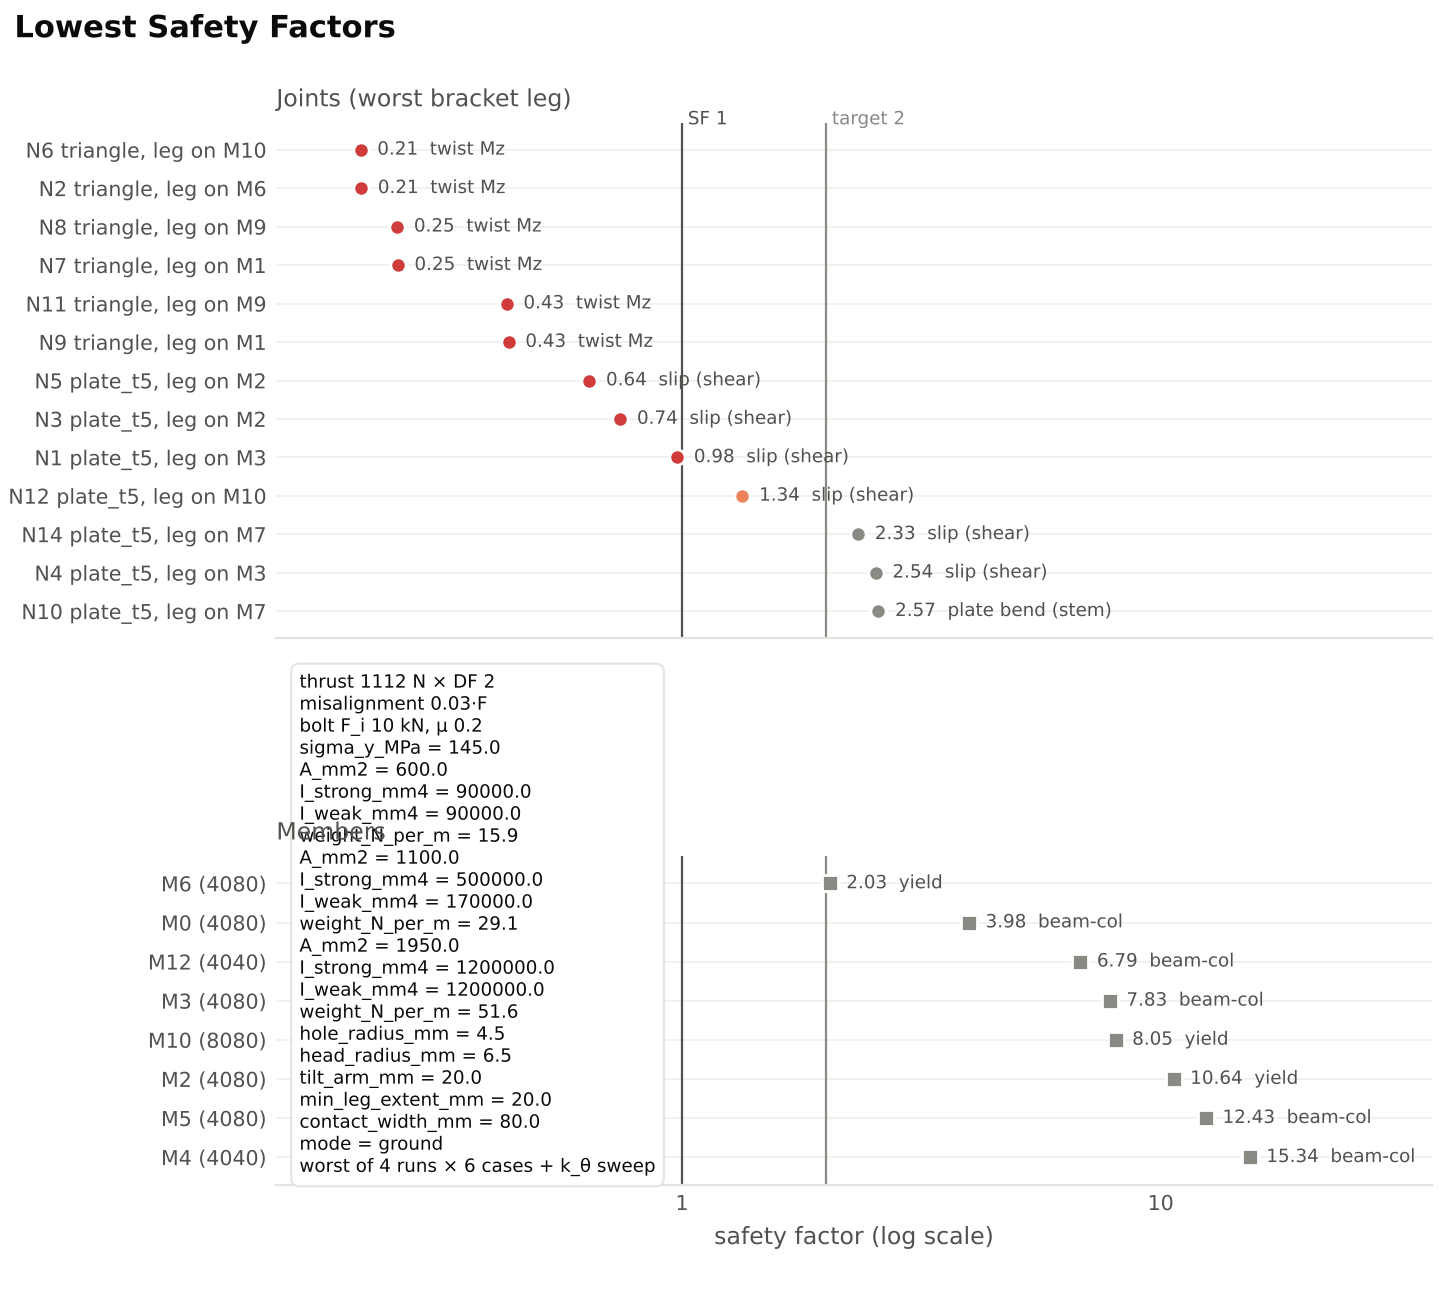 Lowest Safety Factors
Joints (worst bracket leg)
SF 1
target 2
N6 triangle, leg on M10
0.21 twist Mz
N2 triangle, leg on M6
0.21 twist Mz
N8 triangle, leg on M9
0.25 twist Mz
N7 triangle, leg on M1
0.25 twist Mz
N11 triangle, leg on M9
0.43 twist Mz
N9 triangle, leg on M1
0.43 twist Mz
N5 plate_t5, leg on M2
0.64 slip (shear)
N3 plate_t5, leg on M2
0.74 slip (shear)
N1 plate_t5, leg on M3
0.98 slip (shear)
N12 plate_t5, leg on M10
1.34 slip (shear)
N14 plate_t5, leg on M7
2.33 slip (shear)
N4 plate_t5, leg on M3
2.54 slip (shear)
N10 plate_t5, leg on M7
2.57 plate bend (stem)
thrust 1112 N × DF 2
misalignment 0.03·F
bolt F_i 10 kN, μ 0.2
sigma_y_MPa = 145.0
A_mm2 = 600.0
I_strong_mm4 = 90000.0
I_weak_mm4 = 90000.0
weight_N_per_m = 15.9
A_mm2 = 1100.0
I_strong_mm4 = 500000.0
I_weak_mm4 = 170000.0
weight_N_per_m = 29.1
A_mm2 = 1950.0
I_strong_mm4 = 1200000.0
I_weak_mm4 = 1200000.0
weight_N_per_m = 51.6
hole_radius_mm = 4.5
head_radius_mm = 6.5
tilt_arm_mm = 20.0
min_leg_extent_mm = 20.0
contact_width_mm = 80.0
mode = ground
worst of 4 runs × 6 cases + k_θ sweep
Members
M6 (4080)
2.03 yield
M0 (4080)
3.98 beam-col
M12 (4040)
6.79 beam-col
M3 (4080)
7.83 beam-col
M10 (8080)
8.05 yield
M2 (4080)
10.64 yield
M5 (4080)
12.43 beam-col
M4 (4040)
15.34 beam-col
1
10
safety factor (log scale)